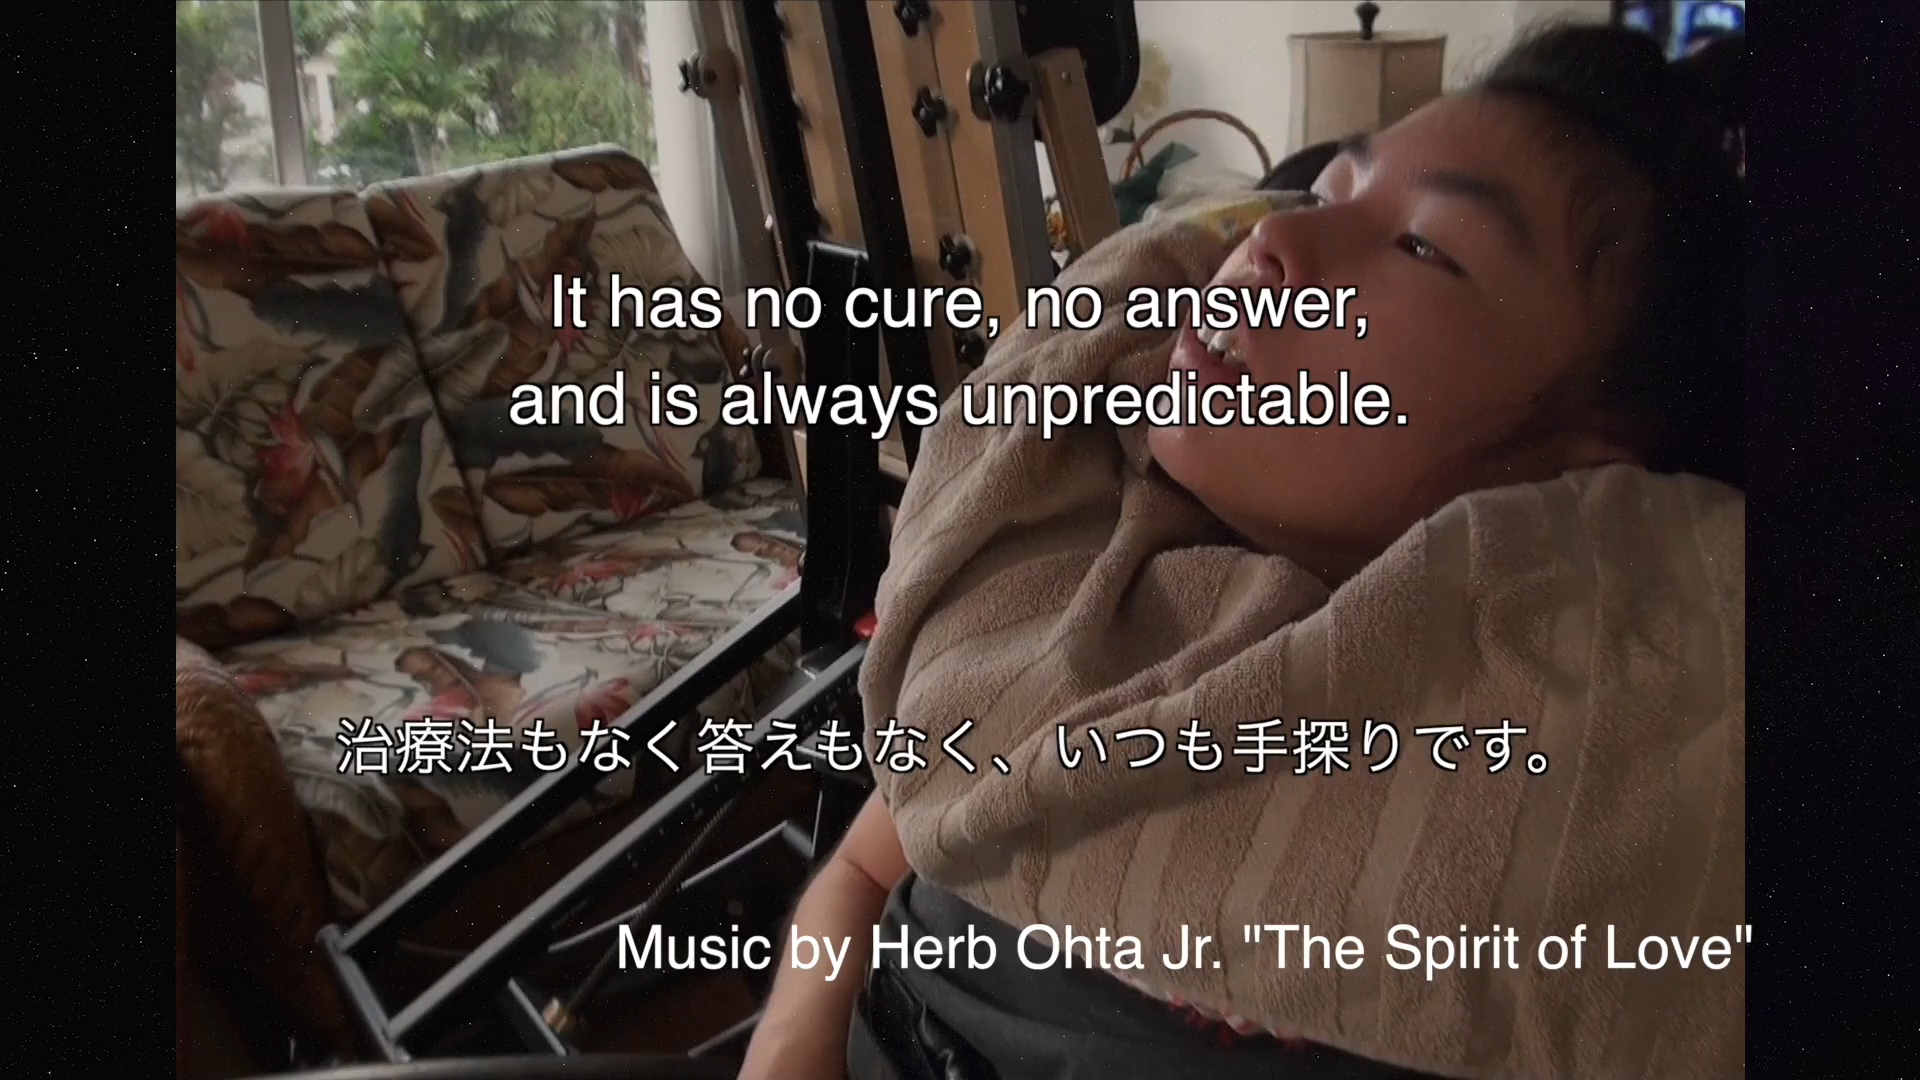 It has no cure, no answer,
and is always unpredictable.
治療法もなく答えもなく、いつも手探りです。
Music by Herb Ohta Jr. "The Spirit of Love"